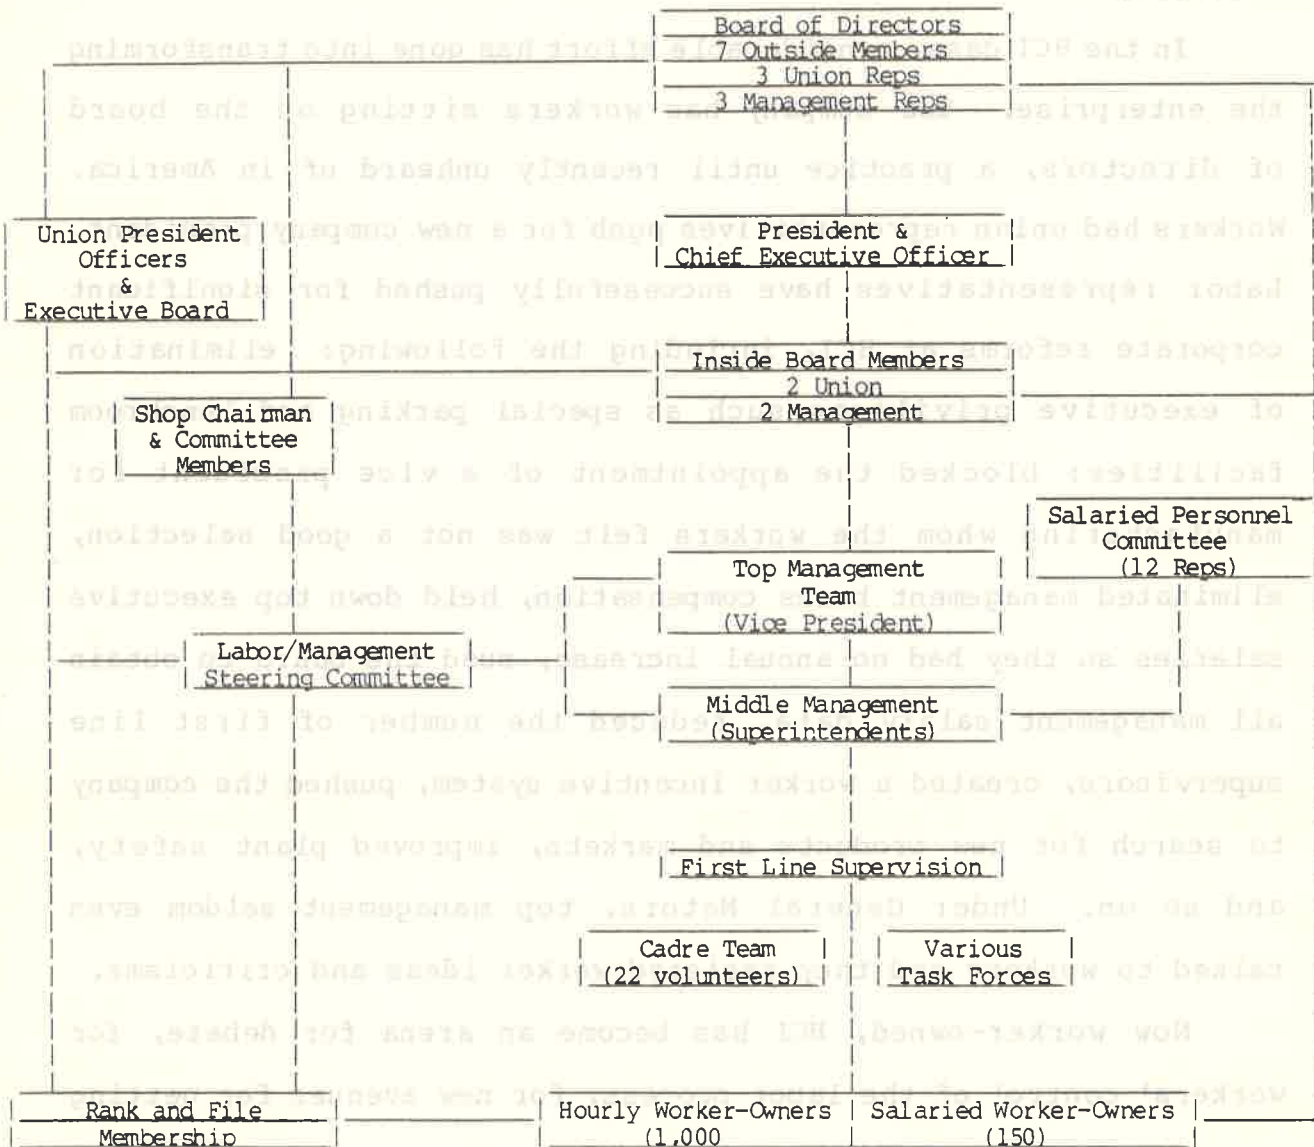 Board of Directors
7 Outside Members
3 Union Reps
3 Management Reps
Union President
Officers
&
Executive Board
President &
Chief Executive Officer
Inside Board Members
2 Union
2 Management
Shop Chairman
& Committee
Members
Salaried Personnel
Committee
(12 Reps)
Top Management
Team
(Vice President)
Labor/Management
Steering Committee
Middle Management
(Superintendents)
First Line Supervision
Cadre Team
(22 volunteers)
Various
Task Forces
Rank and File
Membership
Hourly Worker-Owners
(1,000
Salaried Worker-Owners
(150)